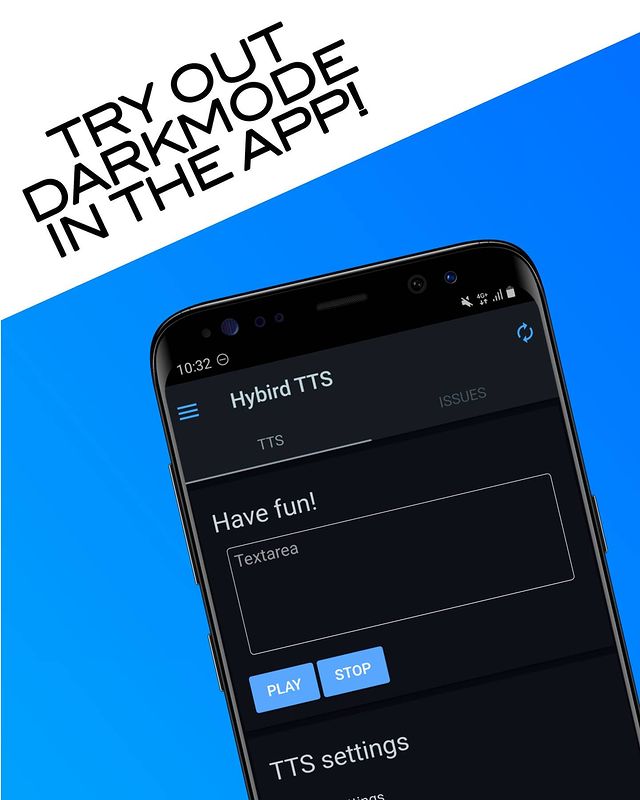 TRY OUT
DARKMODE
IN THE APP!
10:32
4G+
Hybird TTS
TTS
ISSUES
Have fun!
Textarea
PLAY
STOP
TTS settings